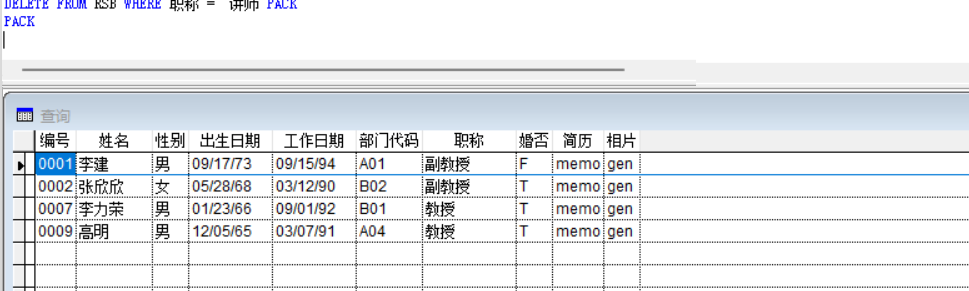 DELETE FROM RSB WHERE 职称 = 讲师 PACK
PACK
查询
编号 姓名 性别 出生日期 工作日期 部门代码 职称 婚否 简历 相片
0001 李建 男 09/17/73 09/15/94 A01 副教授 F memo gen
0002 张欣欣 女 05/28/68 03/12/90 B02 副教授 T memo gen
0007 李力荣 男 01/23/66 09/01/92 B01 教授 T memo gen
0009 高明 男 12/05/65 03/07/91 A04 教授 T memo gen